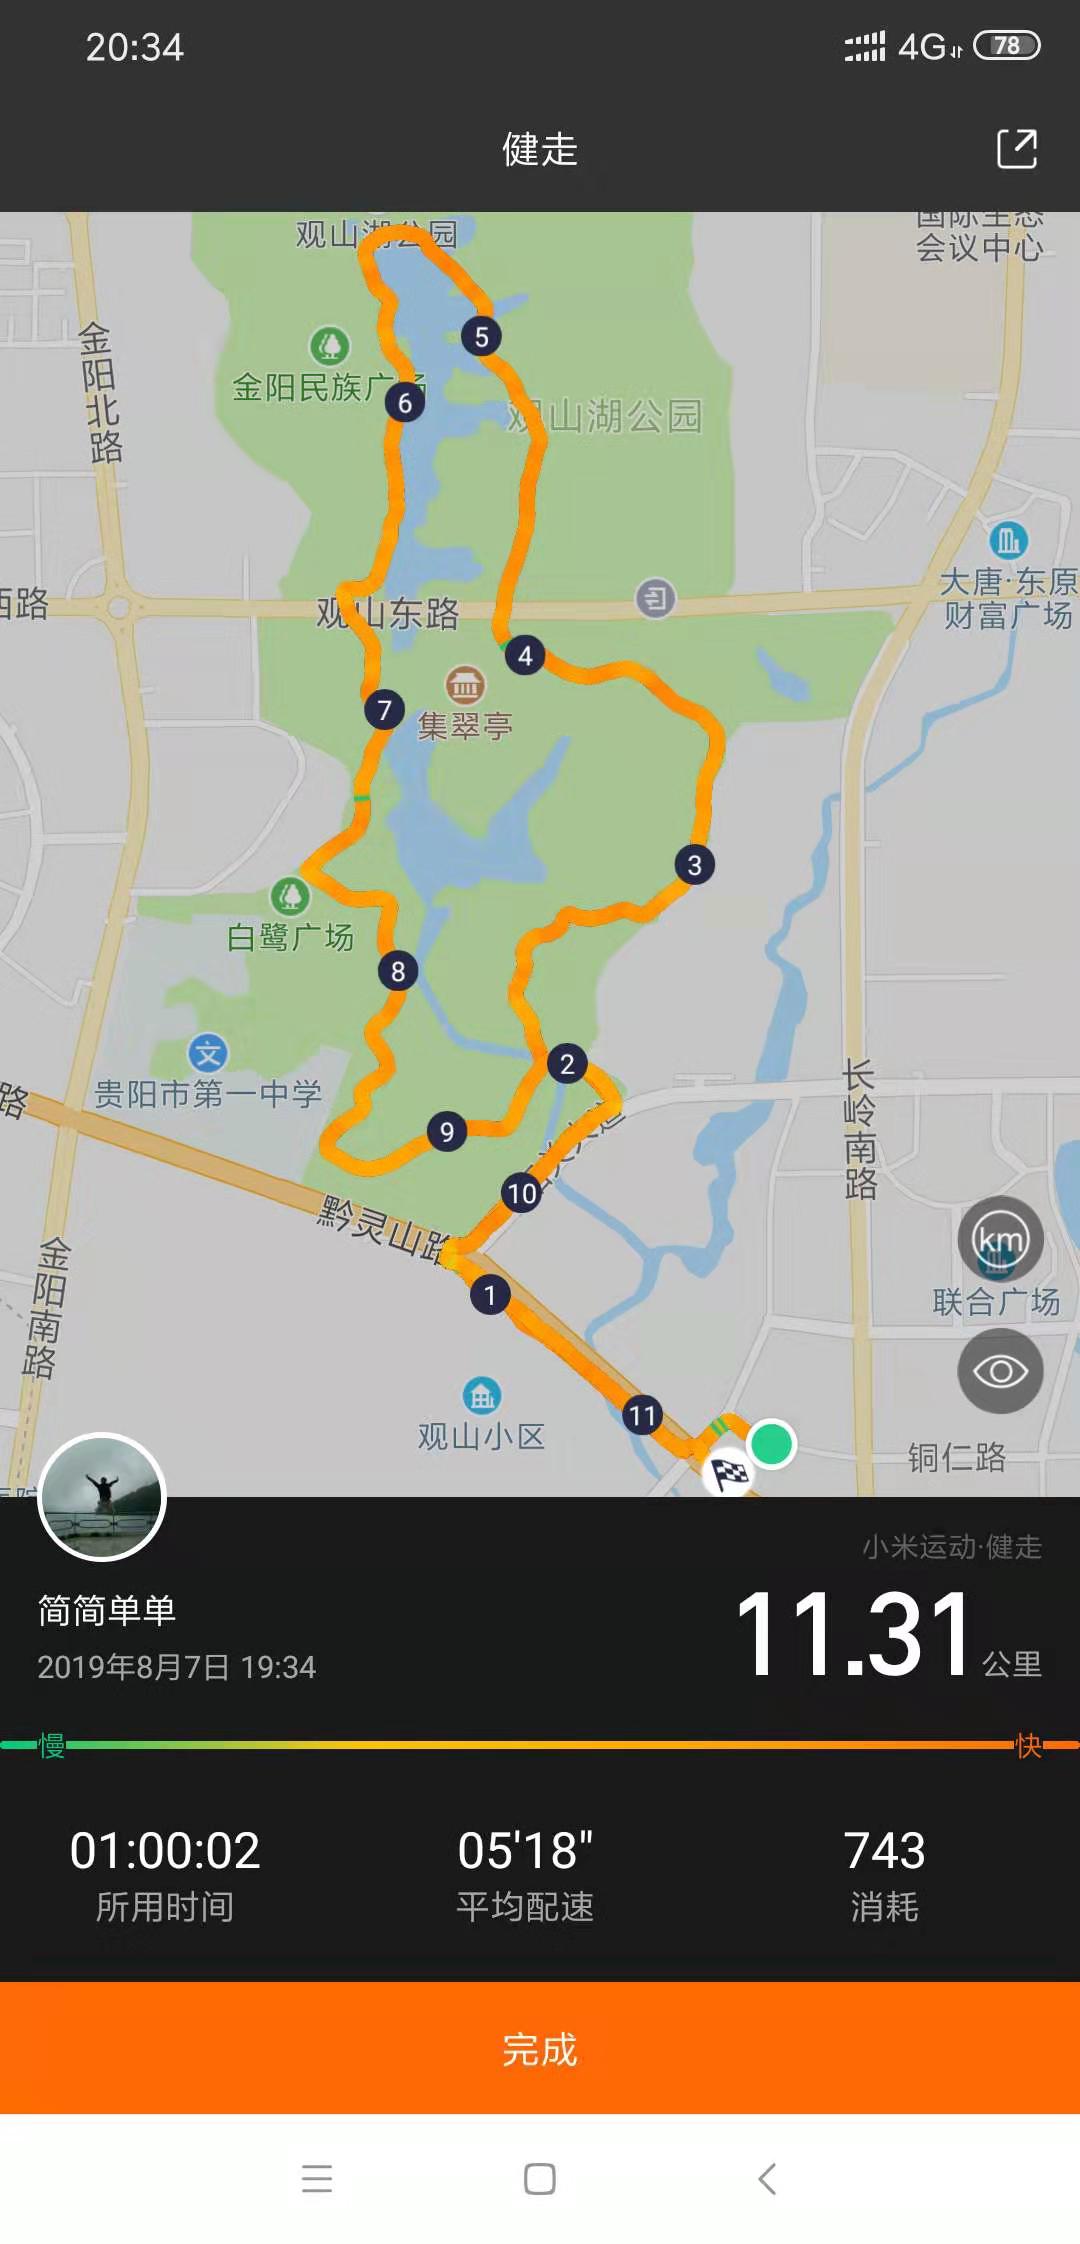 20:34
4G
78
健走
国际生态
会议中心
观山湖公园
5
金阳北路
金阳民族广场
6
观山湖公园
大唐·东原
财富广场
西路
观山东路
4
7
集翠亭
3
白鹭广场
8
2
贵阳市第一中学
路
9
长岭南路
10
黔灵山路
km
金阳南路
1
联合广场
11
观山小区
铜仁路
小米运动·健走
简简单单
11.31公里
2019年8月7日 19:34
慢
快
01:00:02
05'18"
743
所用时间
平均配速
消耗
完成